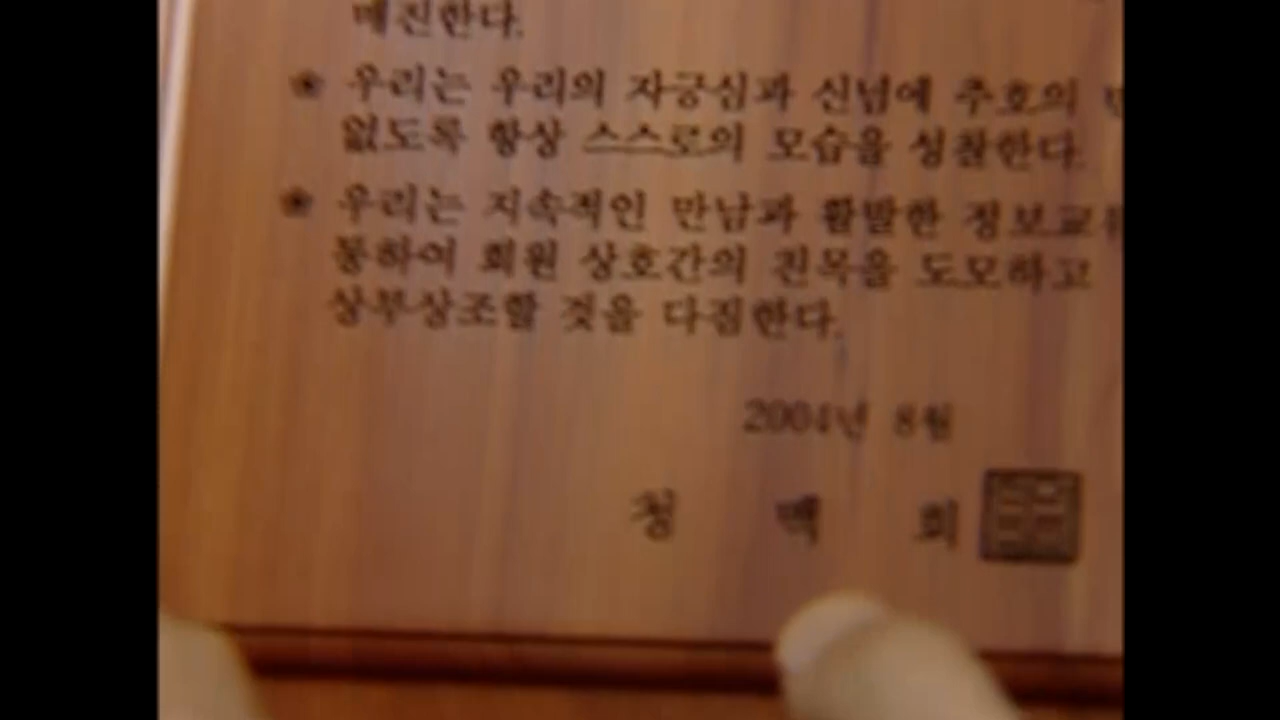 매진한다.
❀ 우리는 우리의 자긍심과 신념에 추호의
없도록 항상 스스로의 모습을 성찰한다.
❀ 우리는 지속적인 만남과 활발한 정보교류
통하여 회원 상호간의 친목을 도모하고
상부상조할 것을 다짐한다.
2004년 8월
청 맥 회